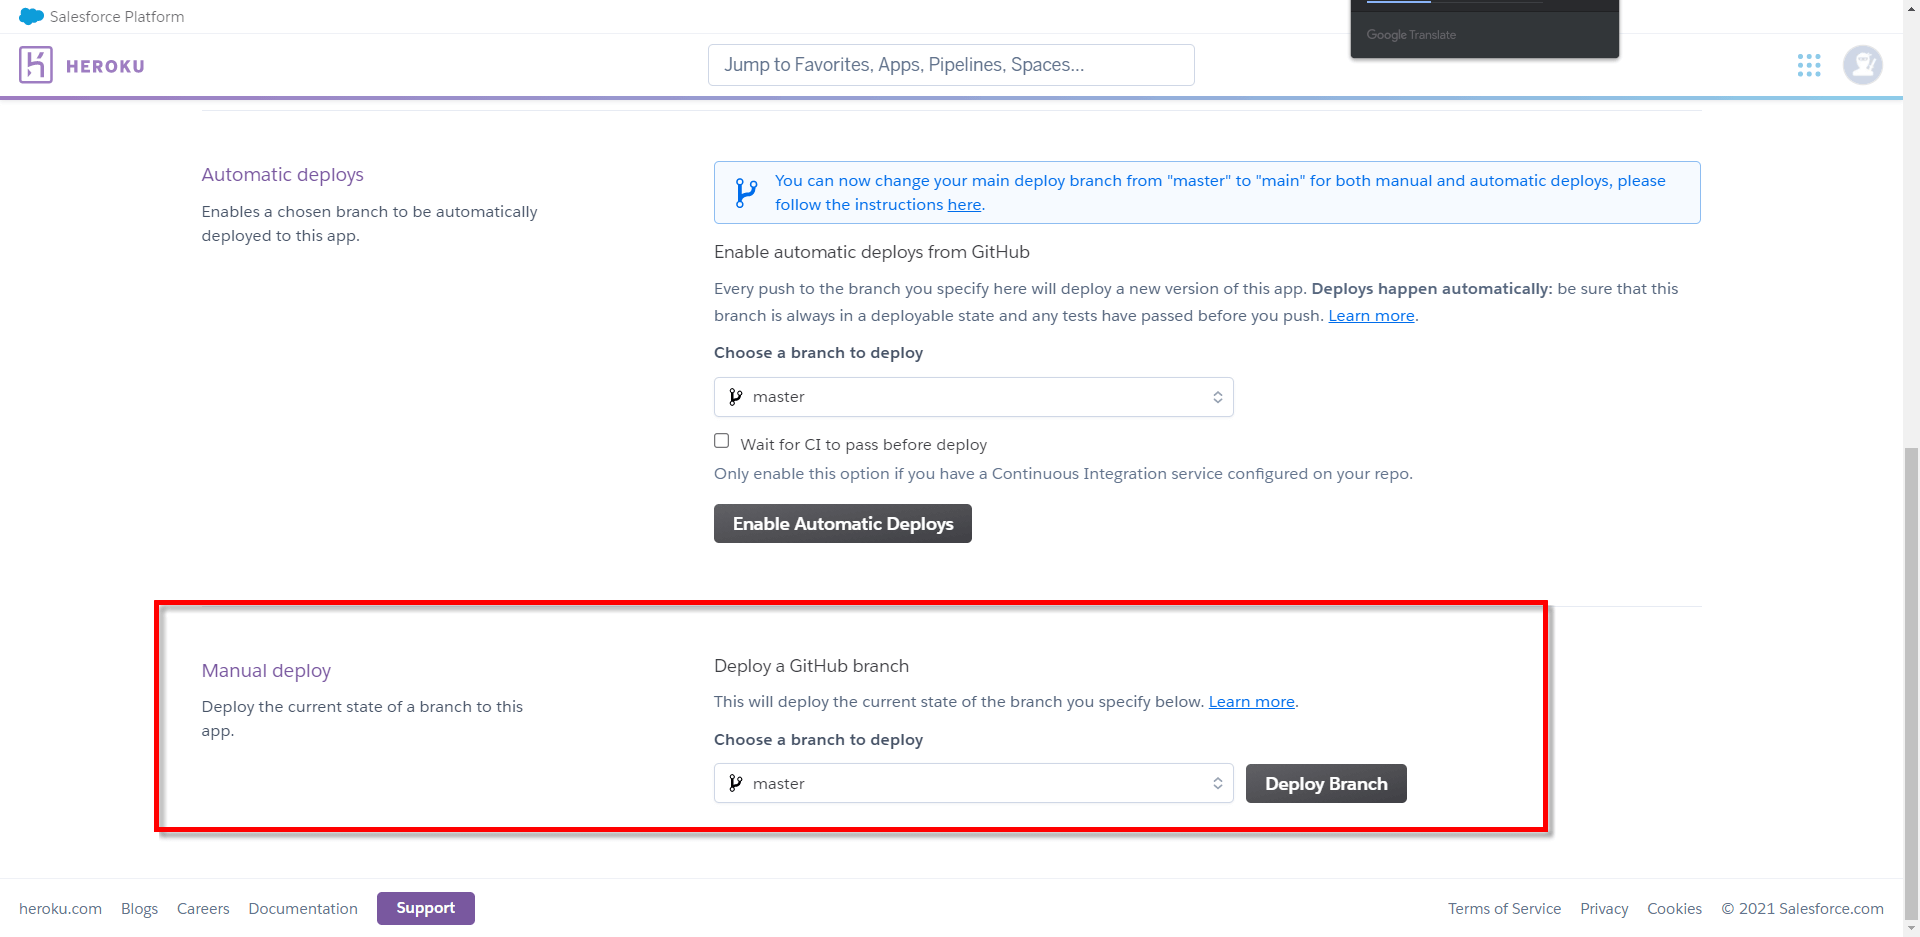 Salesforce Platform
Google Translate
HEROKU
Jump to Favorites, Apps, Pipelines, Spaces...
Automatic deploys
Enables a chosen branch to be automatically
deployed to this app.
You can now change your main deploy branch from "master" to "main" for both manual and automatic deploys, please
follow the instructions here.
Enable automatic deploys from GitHub
Every push to the branch you specify here will deploy a new version of this app. Deploys happen automatically: be sure that this
branch is always in a deployable state and any tests have passed before you push. Learn more.
Choose a branch to deploy
master
Wait for CI to pass before deploy
Only enable this option if you have a Continuous Integration service configured on your repo.
Enable Automatic Deploys
Manual deploy
Deploy the current state of a branch to this
app.
Deploy a GitHub branch
This will deploy the current state of the branch you specify below. Learn more.
Choose a branch to deploy
master
Deploy Branch
heroku.com Blogs Careers Documentation Support Terms of Service Privacy Cookies © 2021 Salesforce.com